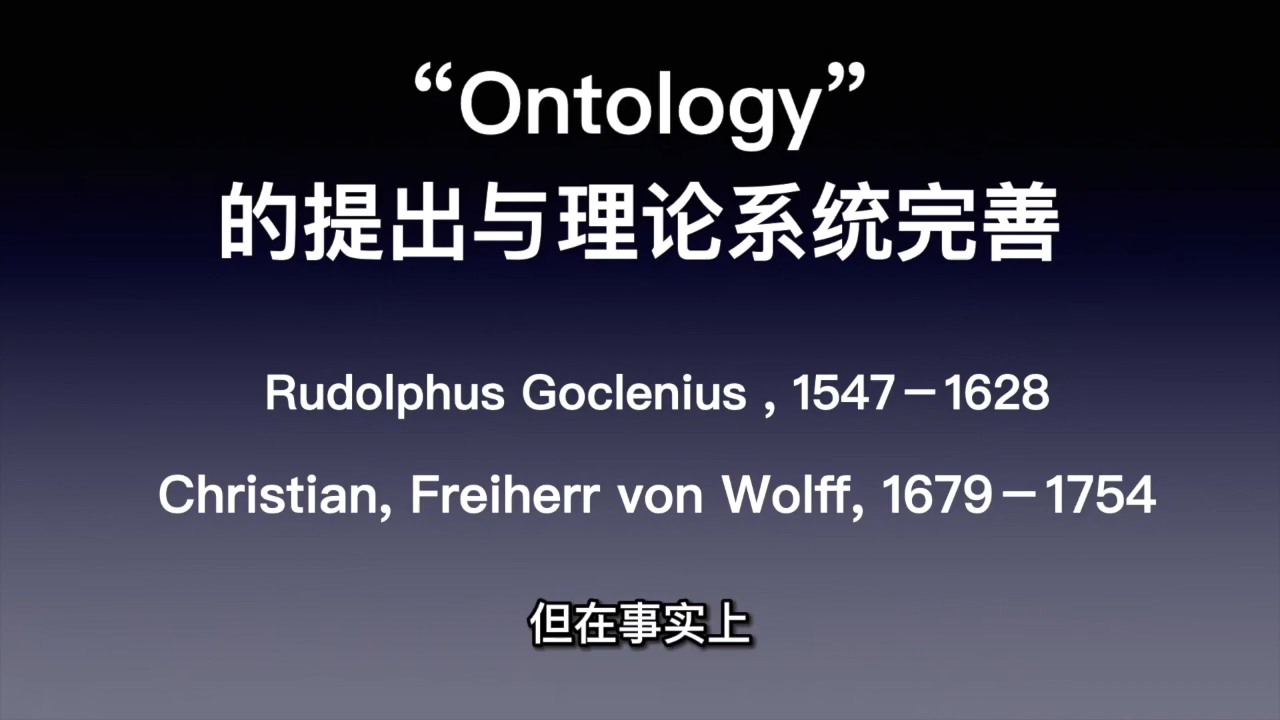 “Ontology”
的提出与理论系统完善
Rudolphus Goclenius , 1547－1628
Christian, Freiherr von Wolff, 1679－1754
但在事实上